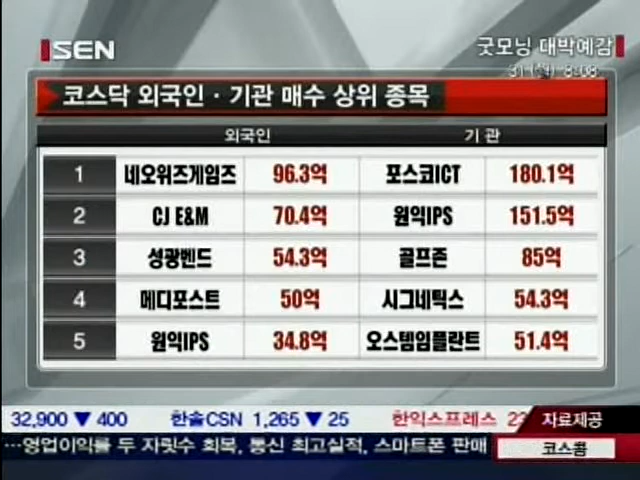 SEN
굿모닝 대박예감
31(월) 8:08
코스닥 외국인 · 기관 매수 상위 종목
외국인 기관
1 네오위즈게임즈 96.3억 포스코ICT 180.1억
2 CJ E&M 70.4억 원익IPS 151.5억
3 성광벤드 54.3억 골프존 85억
4 메디포스트 50억 시그네틱스 54.3억
5 원익IPS 34.8억 오스템임플란트 51.4억
32,900 ▼ 400 한솔CSN 1,265 ▼ 25 한익스프레스 자료제공
…영업이익률 두 자릿수 회복, 통신 최고실적, 스마트폰 판매 코스콤